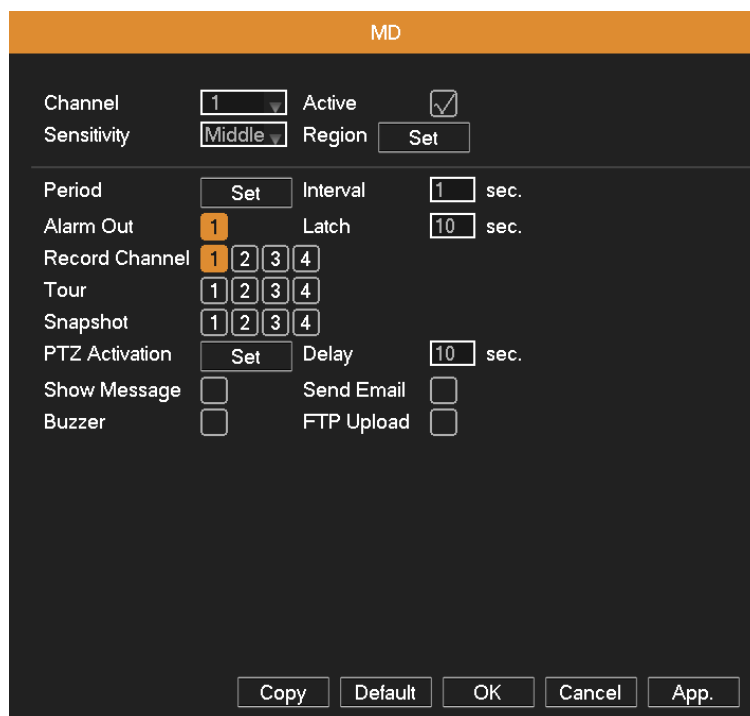 MD
Channel 1 Active
Sensitivity Middle Region Set
Period Set Interval 1 sec.
Alarm Out 1 Latch 10 sec.
Record Channel 1 2 3 4
Tour 1 2 3 4
Snapshot 1 2 3 4
PTZ Activation Set Delay 10 sec.
Show Message Send Email
Buzzer FTP Upload
Copy Default OK Cancel App.